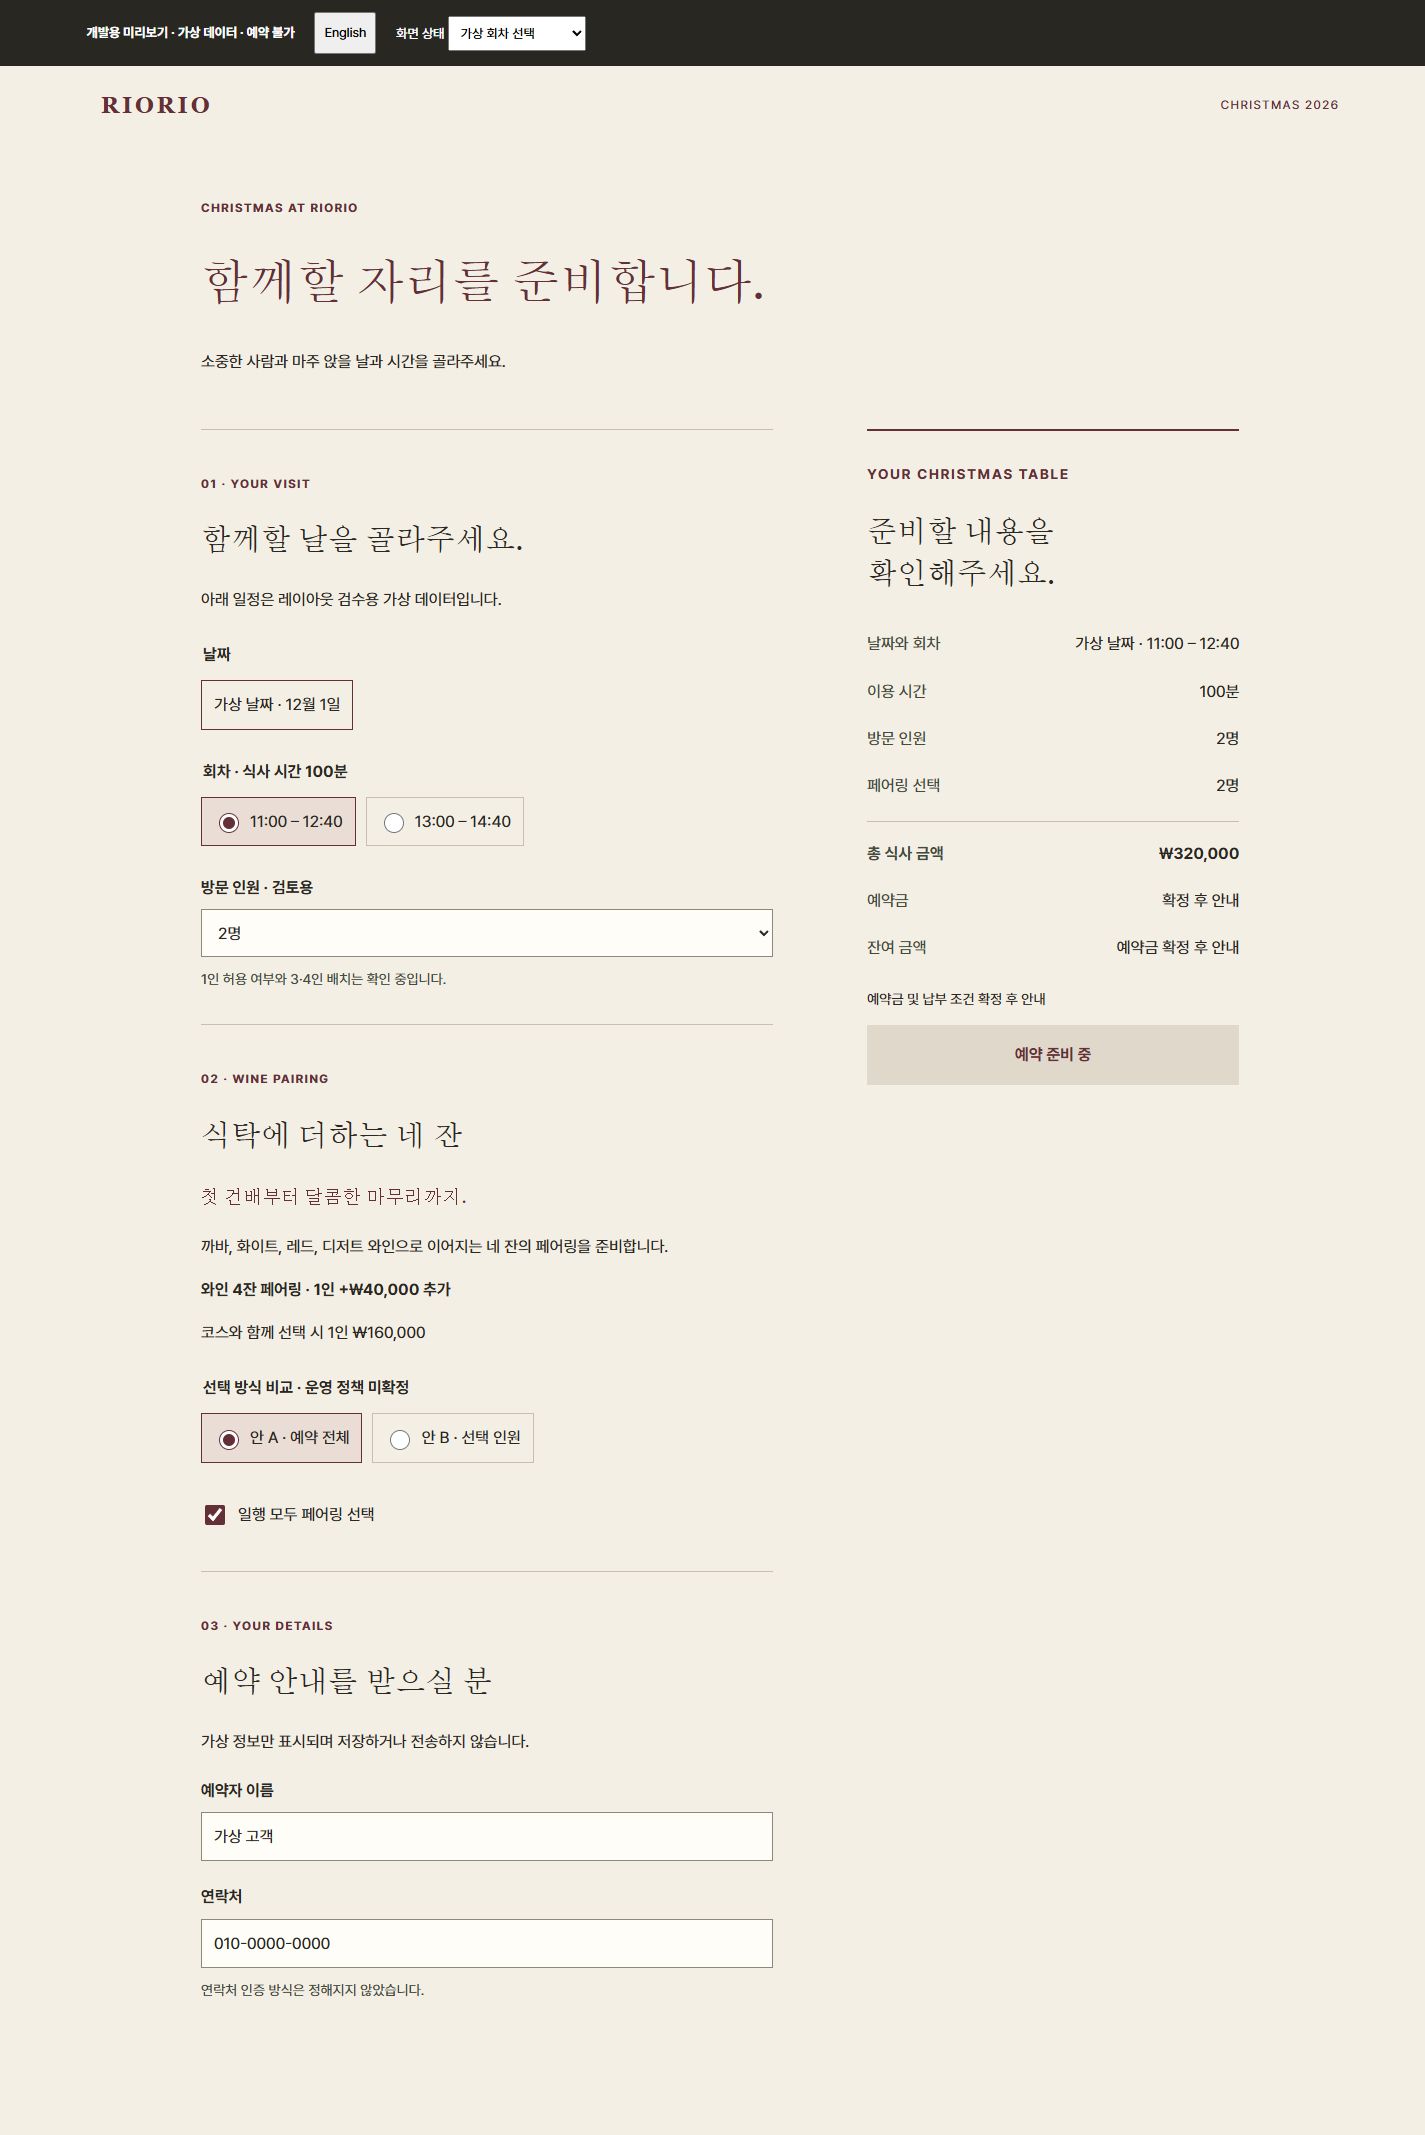 개발용 미리보기 · 가상 데이터 · 예약 불가
English
화면 상태
가상 회차 선택
RIORIO
CHRISTMAS 2026
CHRISTMAS AT RIORIO
함께할 자리를 준비합니다.
소중한 사람과 마주 앉을 날과 시간을 골라주세요.
01 · YOUR VISIT
함께할 날을 골라주세요.
아래 일정은 레이아웃 검수용 가상 데이터입니다.
날짜
가상 날짜 · 12월 1일
회차 · 식사 시간 100분
11:00 – 12:40
13:00 – 14:40
방문 인원 · 검토용
2명
1인 허용 여부와 3·4인 배치는 확인 중입니다.
02 · WINE PAIRING
식탁에 더하는 네 잔
첫 건배부터 달콤한 마무리까지.
까바, 화이트, 레드, 디저트 와인으로 이어지는 네 잔의 페어링을 준비합니다.
와인 4잔 페어링 · 1인 +₩40,000 추가
코스와 함께 선택 시 1인 ₩160,000
선택 방식 비교 · 운영 정책 미확정
안 A · 예약 전체
안 B · 선택 인원
일행 모두 페어링 선택
03 · YOUR DETAILS
예약 안내를 받으실 분
가상 정보만 표시되며 저장하거나 전송하지 않습니다.
예약자 이름
가상 고객
연락처
010-0000-0000
연락처 인증 방식은 정해지지 않았습니다.
YOUR CHRISTMAS TABLE
준비할 내용을
확인해주세요.
날짜와 회차 가상 날짜 · 11:00 – 12:40
이용 시간 100분
방문 인원 2명
페어링 선택 2명
총 식사 금액 ₩320,000
예약금 확정 후 안내
잔여 금액 예약금 확정 후 안내
예약금 및 납부 조건 확정 후 안내
예약 준비 중